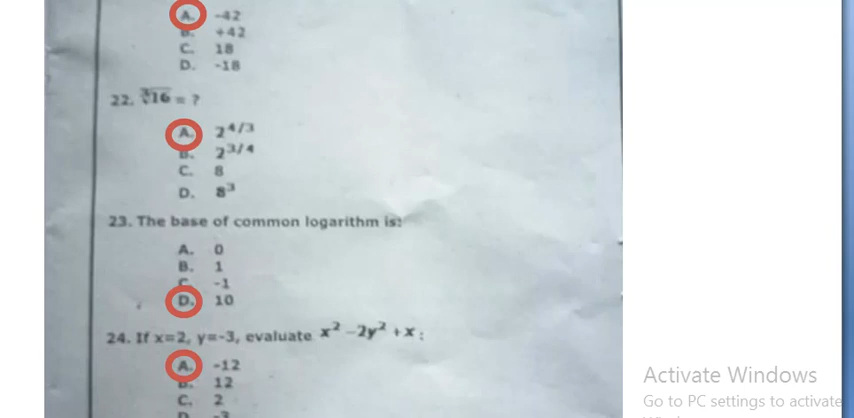 A. -42
B. +42
C. 18
D. -18
22. ∛16 = ?
A. 2^4/3
B. 2^3/4
C. 8
D. 8^3
23. The base of common logarithm is:
A. 0
B. 1
C. -1
D. 10
24. If x=2, y=-3, evaluate x² -2y² +x:
A. -12
B. 12
C. 2
D. -3
Activate Windows
Go to PC settings to activate